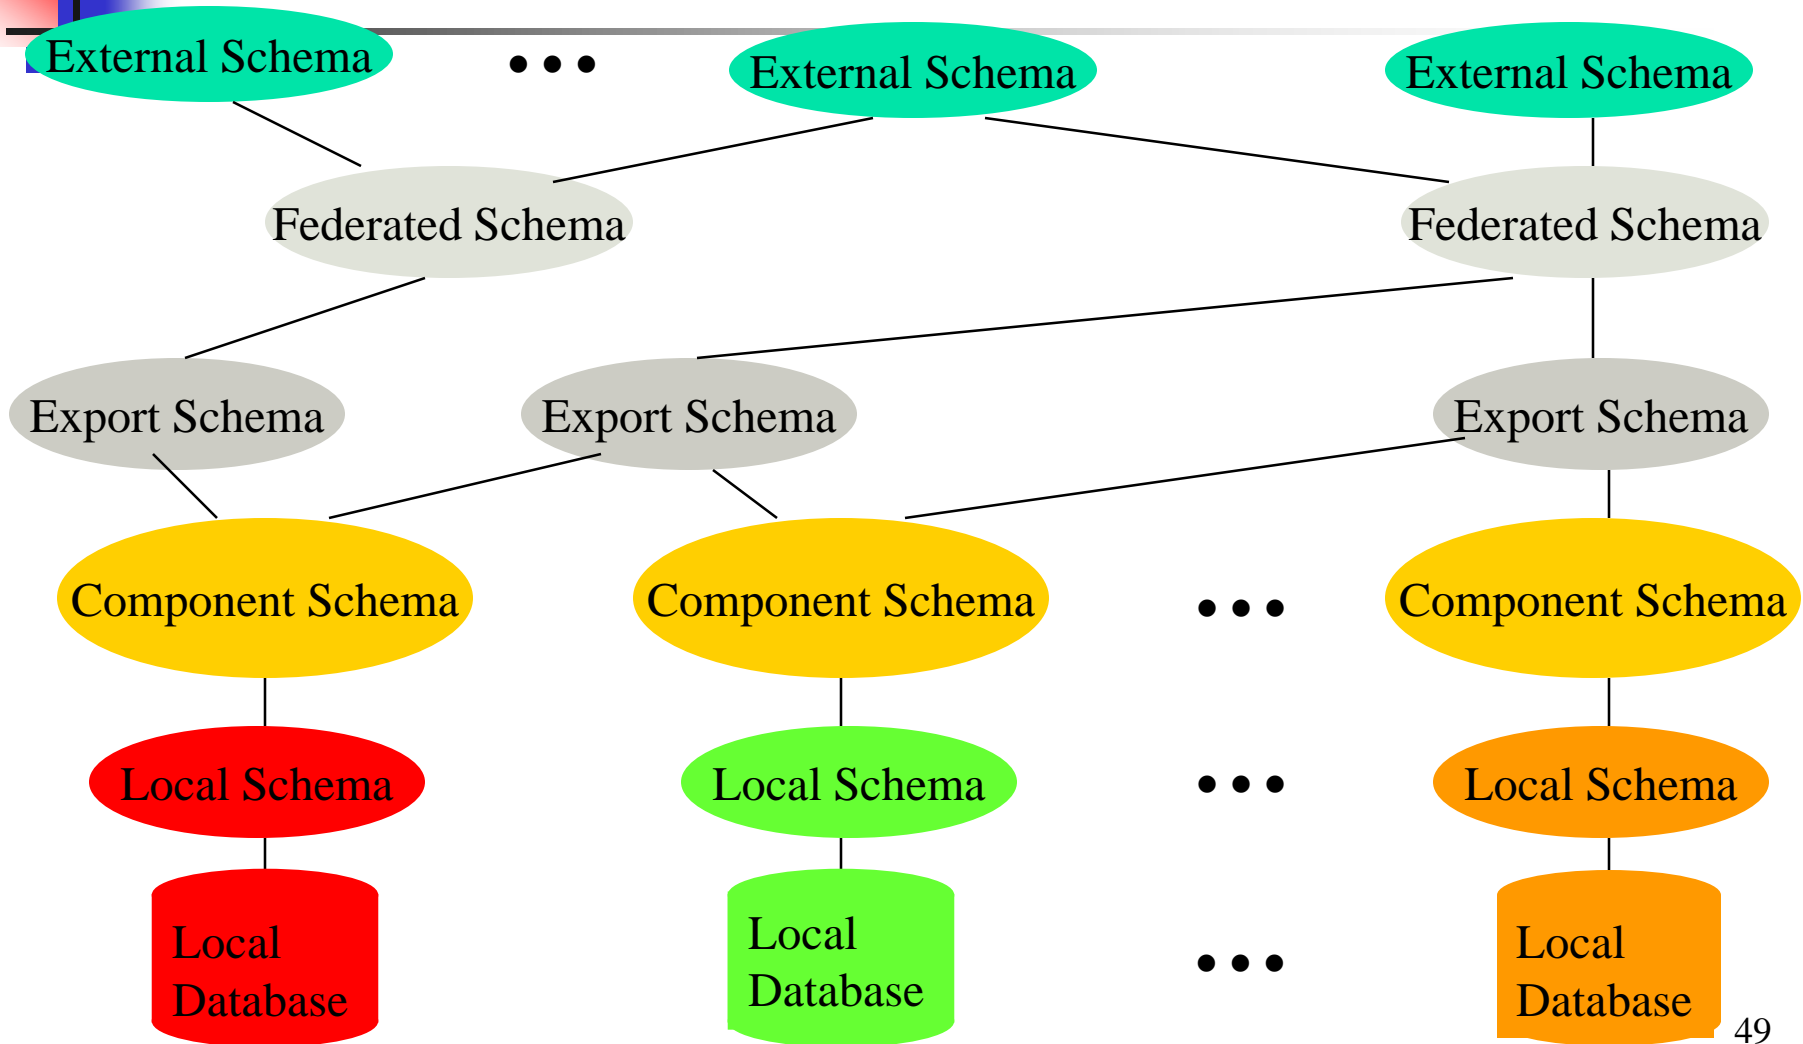 External Schema ••• External Schema External Schema
Federated Schema Federated Schema
Export Schema Export Schema Export Schema
Component Schema Component Schema ••• Component Schema
Local Schema Local Schema ••• Local Schema
Local
Database
Local
Database
•••
Local
Database
49